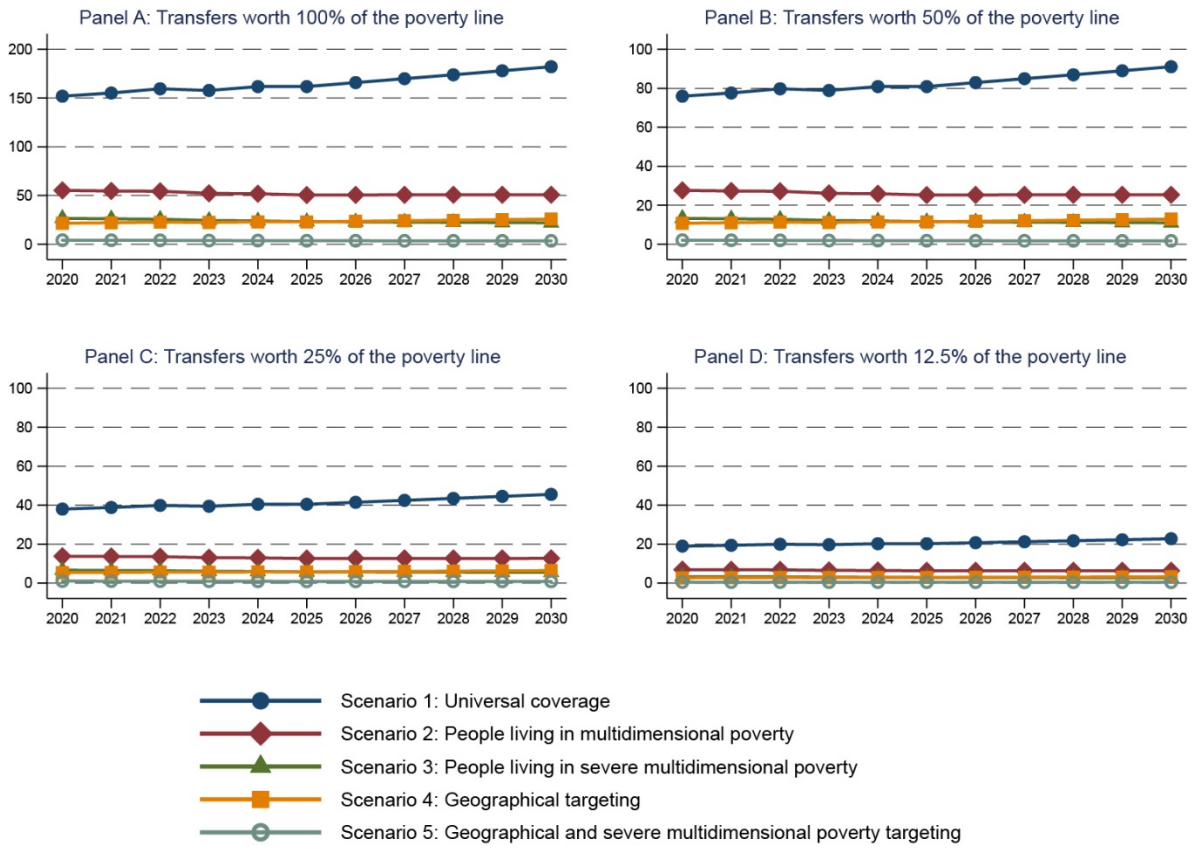 Panel A: Transfers worth 100% of the poverty line
200
150
100
50
0
2020 2021 2022 2023 2024 2025 2026 2027 2028 2029 2030
Panel B: Transfers worth 50% of the poverty line
100
80
60
40
20
0
2020 2021 2022 2023 2024 2025 2026 2027 2028 2029 2030
Panel C: Transfers worth 25% of the poverty line
100
80
60
40
20
0
2020 2021 2022 2023 2024 2025 2026 2027 2028 2029 2030
Panel D: Transfers worth 12.5% of the poverty line
100
80
60
40
20
0
2020 2021 2022 2023 2024 2025 2026 2027 2028 2029 2030
Scenario 1: Universal coverage
Scenario 2: People living in multidimensional poverty
Scenario 3: People living in severe multidimensional poverty
Scenario 4: Geographical targeting
Scenario 5: Geographical and severe multidimensional poverty targeting